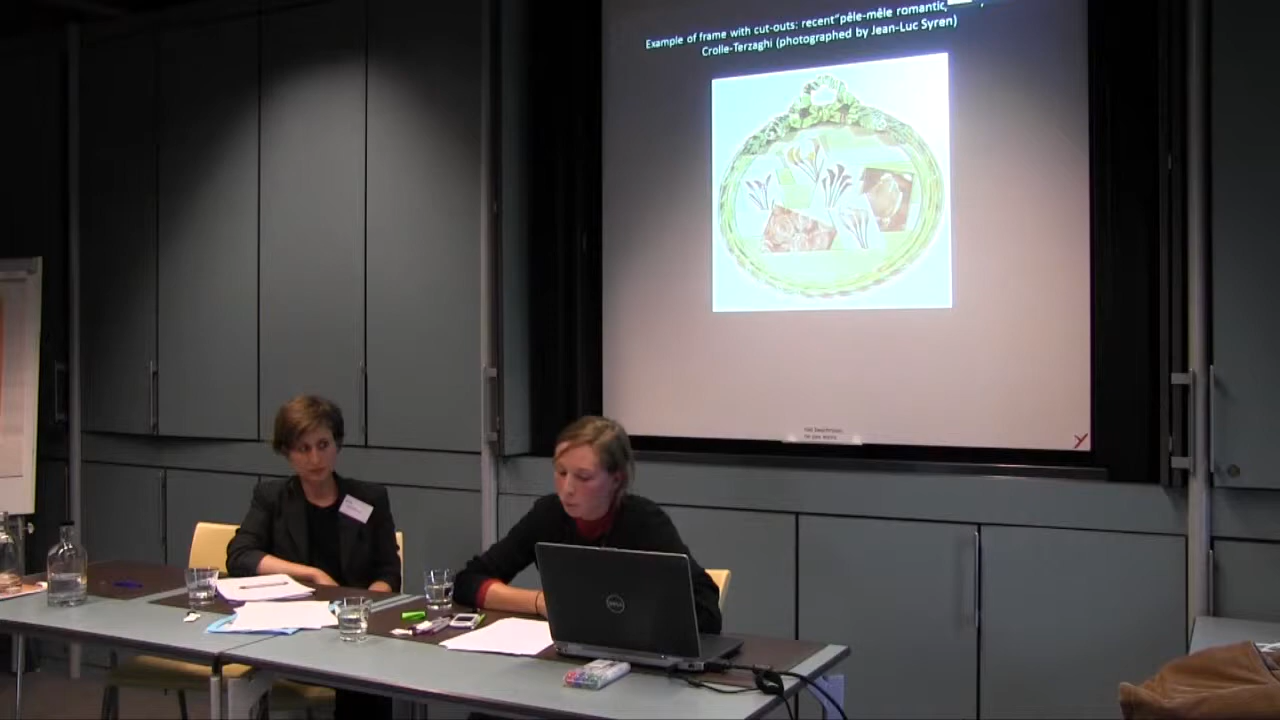 Example of frame with cut-outs: recent "pêle-mêle romantic,
Crolle-Terzaghi (photographed by Jean-Luc Syren)
DELL